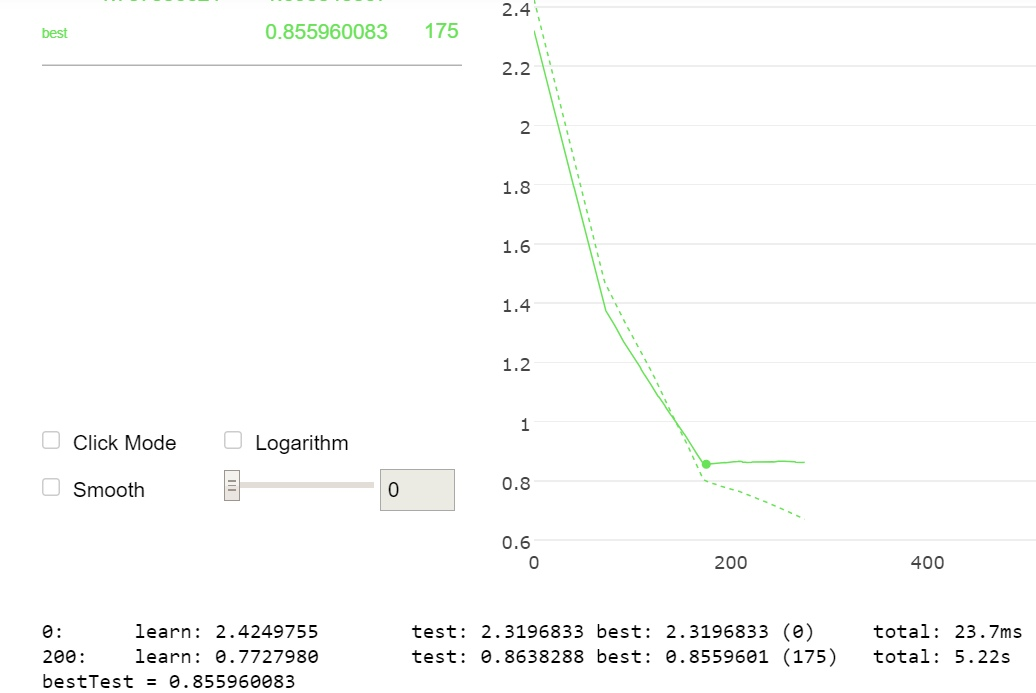 best 0.855960083 175
2.4
2.2
2
1.8
1.6
1.4
1.2
1
0.8
0.6
0 200 400
Click Mode Logarithm
Smooth 0
0: learn: 2.4249755 test: 2.3196833 best: 2.3196833 (0) total: 23.7ms
200: learn: 0.7727980 test: 0.8638288 best: 0.8559601 (175) total: 5.22s
bestTest = 0.855960083